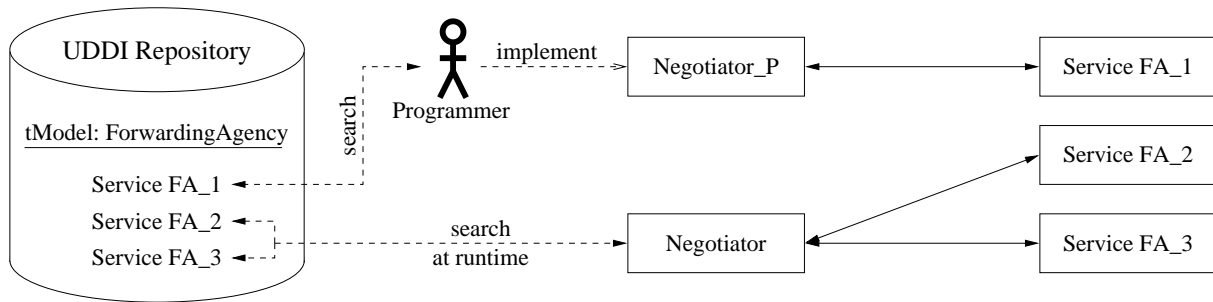 UDDI Repository
tModel: ForwardingAgency
Service FA_1
Service FA_2
Service FA_3
search
Programmer
implement
search
at runtime
Negotiator_P
Negotiator
Service FA_1
Service FA_2
Service FA_3